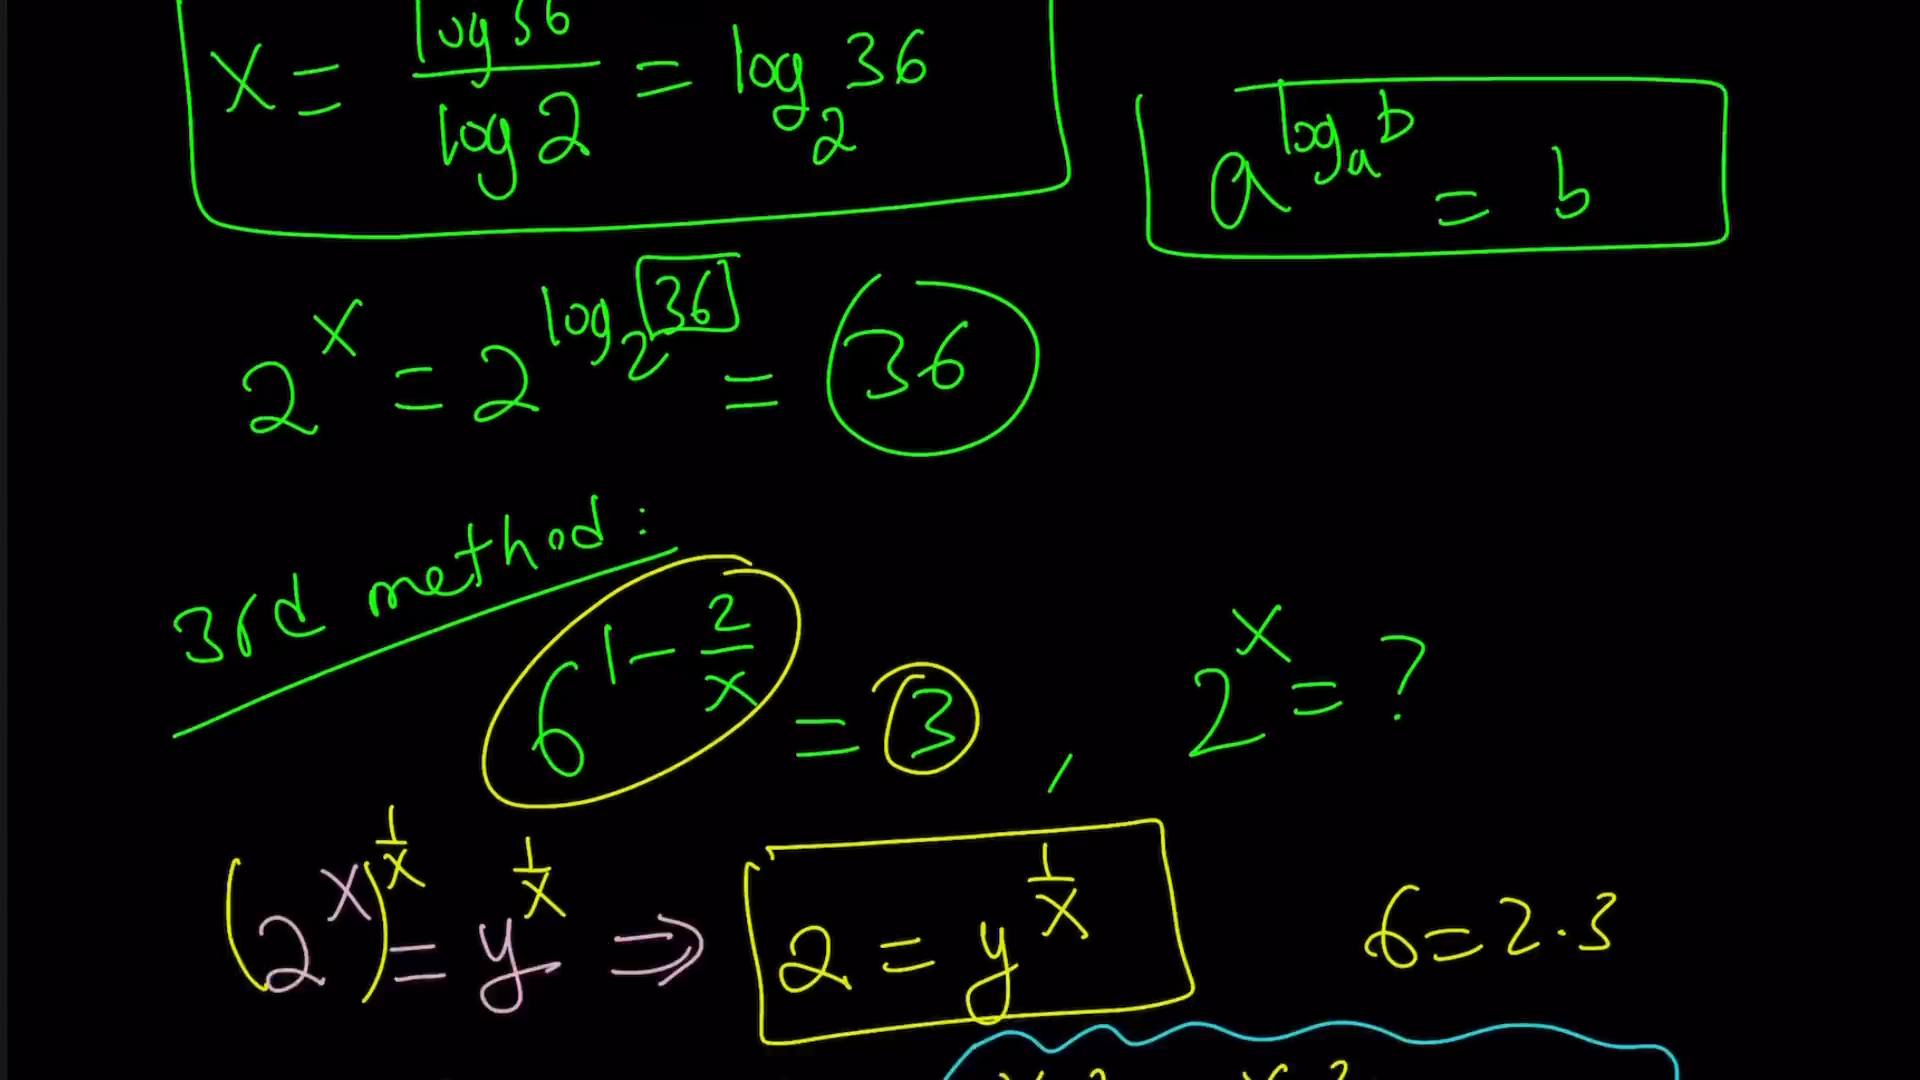 x = log 36 / log 2 = log_2 36
a^(log_a b) = b
2^x = 2^(log_2 36) = 36
3rd method:
6^(1 - 2/x) = 3 , 2^x = ?
(2^x)^(1/x) = y^(1/x) ⇒ 2 = y^(1/x)
6 = 2·3